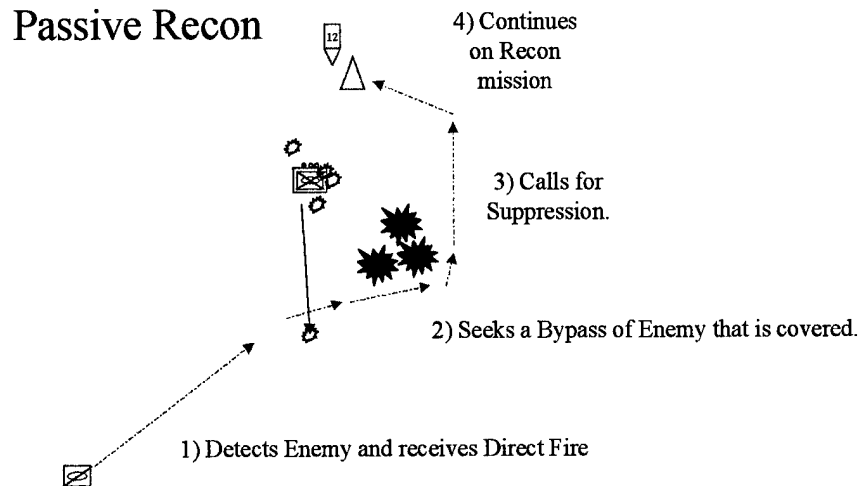 Passive Recon
12
4) Continues
on Recon
mission
3) Calls for
Suppression.
2) Seeks a Bypass of Enemy that is covered.
1) Detects Enemy and receives Direct Fire